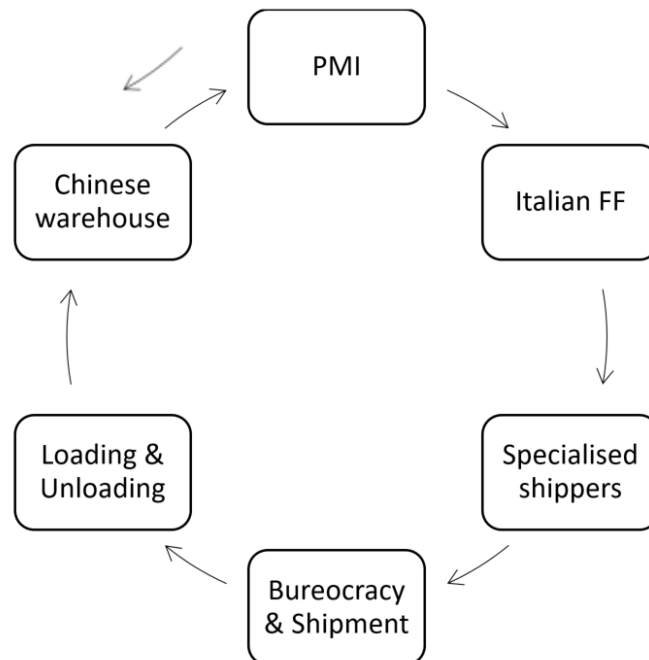 PMI
Italian FF
Specialised
shippers
Bureocracy
& Shipment
Loading &
Unloading
Chinese
warehouse